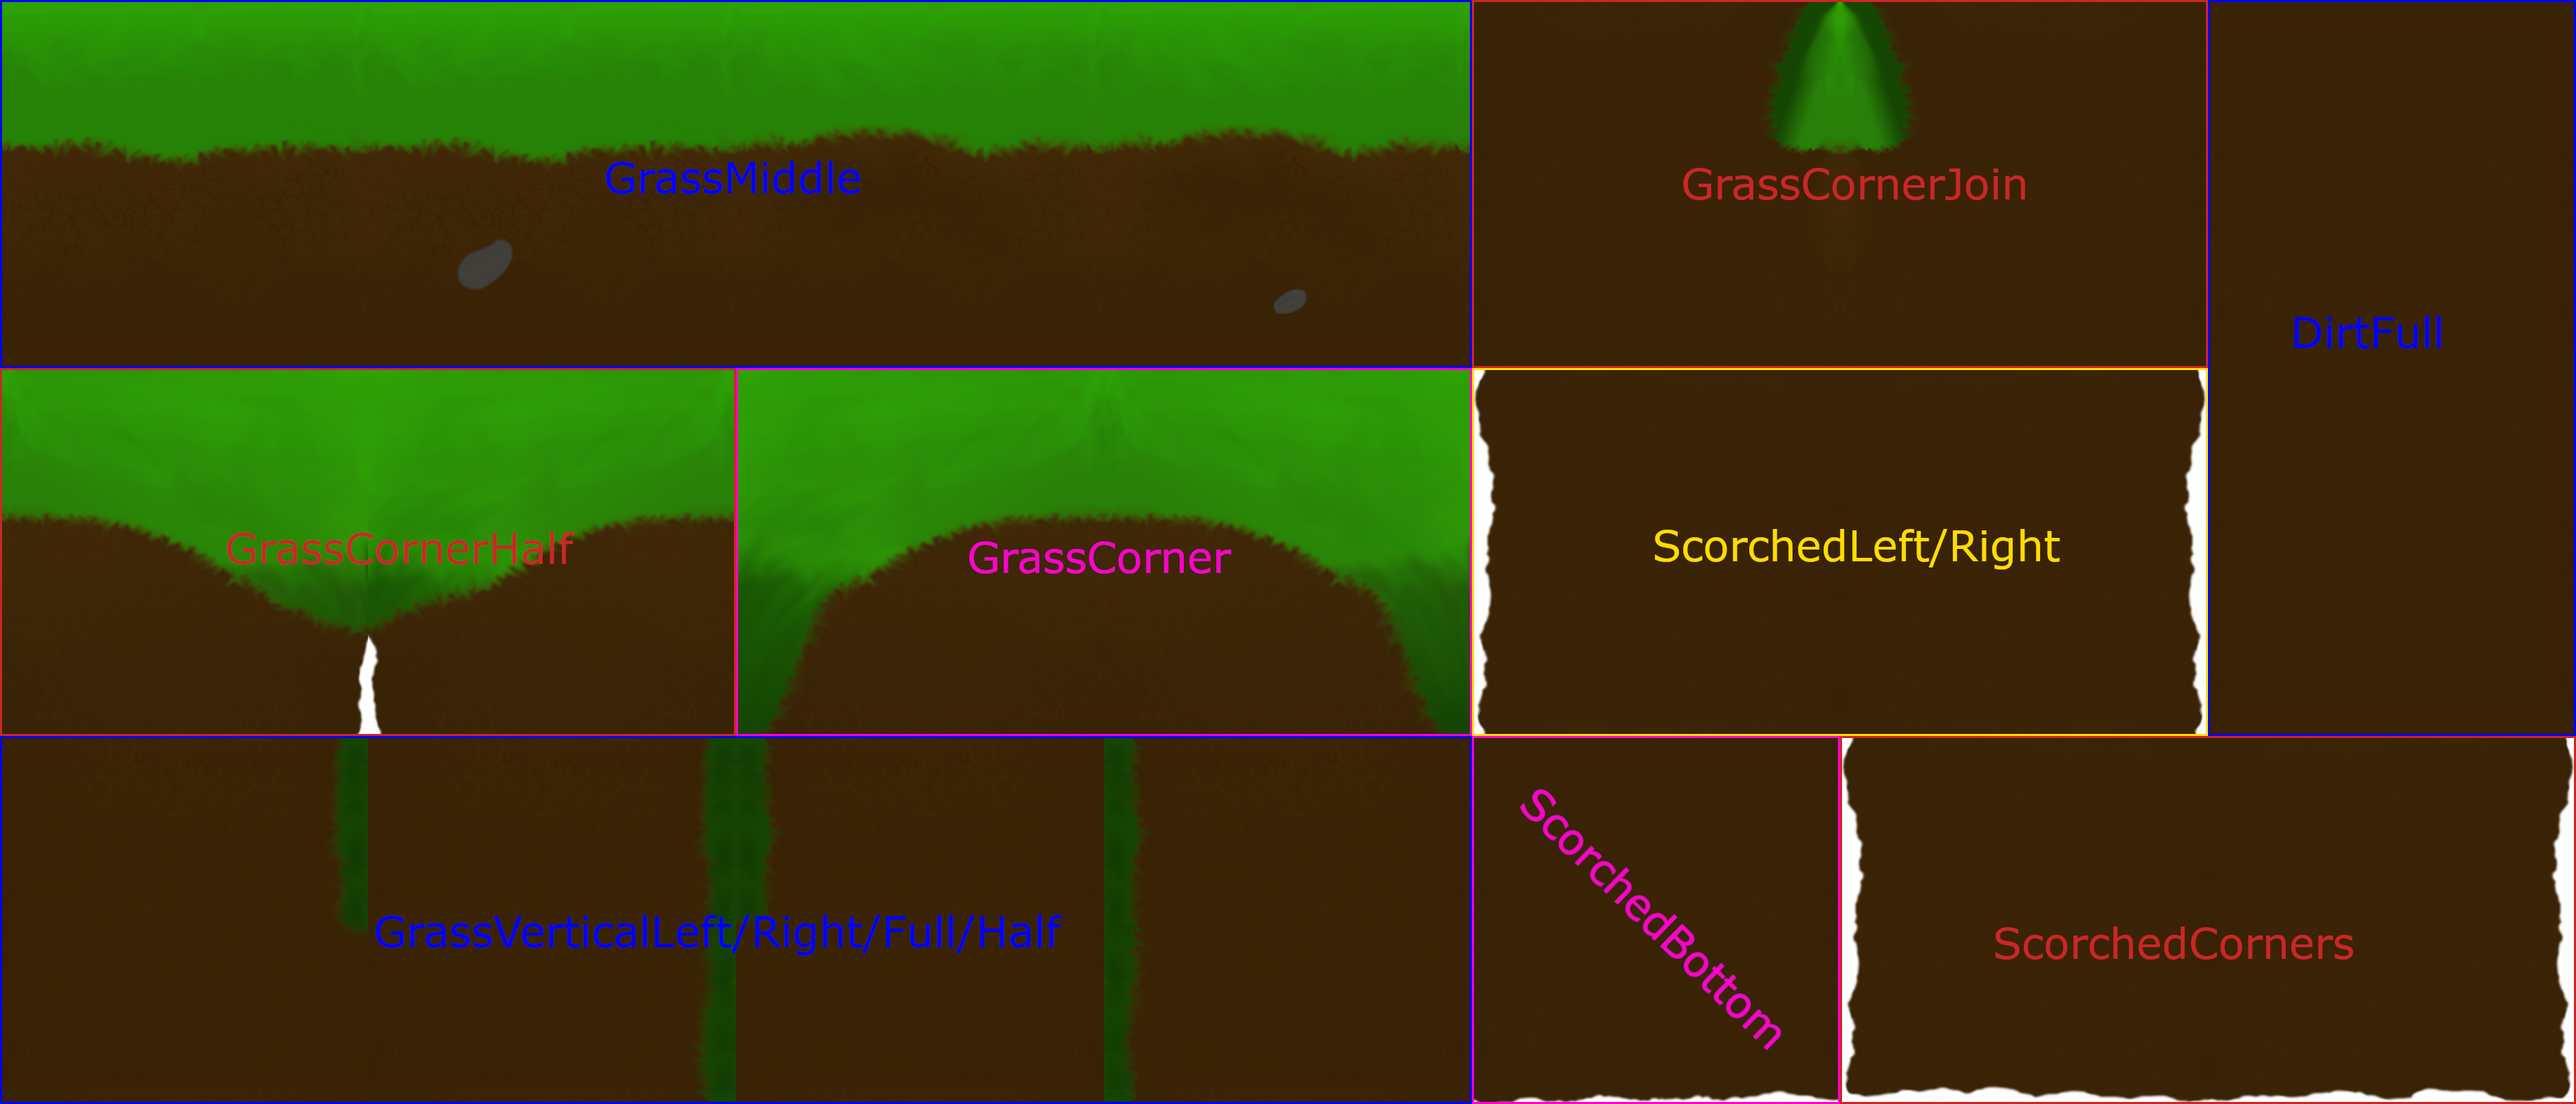 GrassMiddle
GrassCornerJoin
DirtFull
GrassCornerHalf
GrassCorner
ScorchedLeft/Right
GrassVerticalLeft/Right/Full/Half
ScorchedBottom
ScorchedCorners